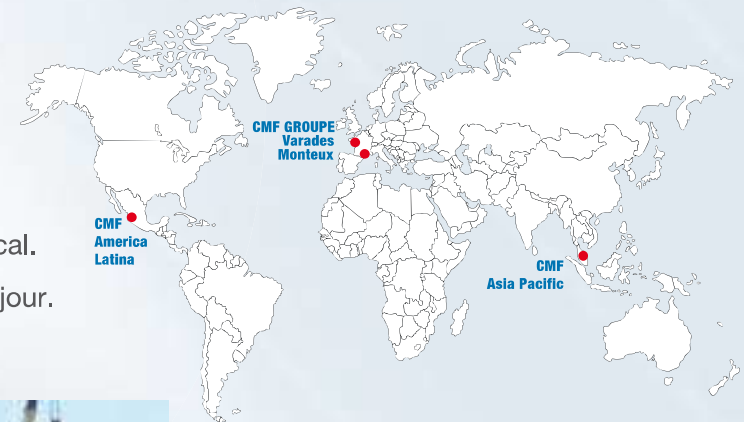 CMF GROUPE
Varades
Monteux
CMF
America
Latina
cal.
jour.
CMF
Asia Pacific